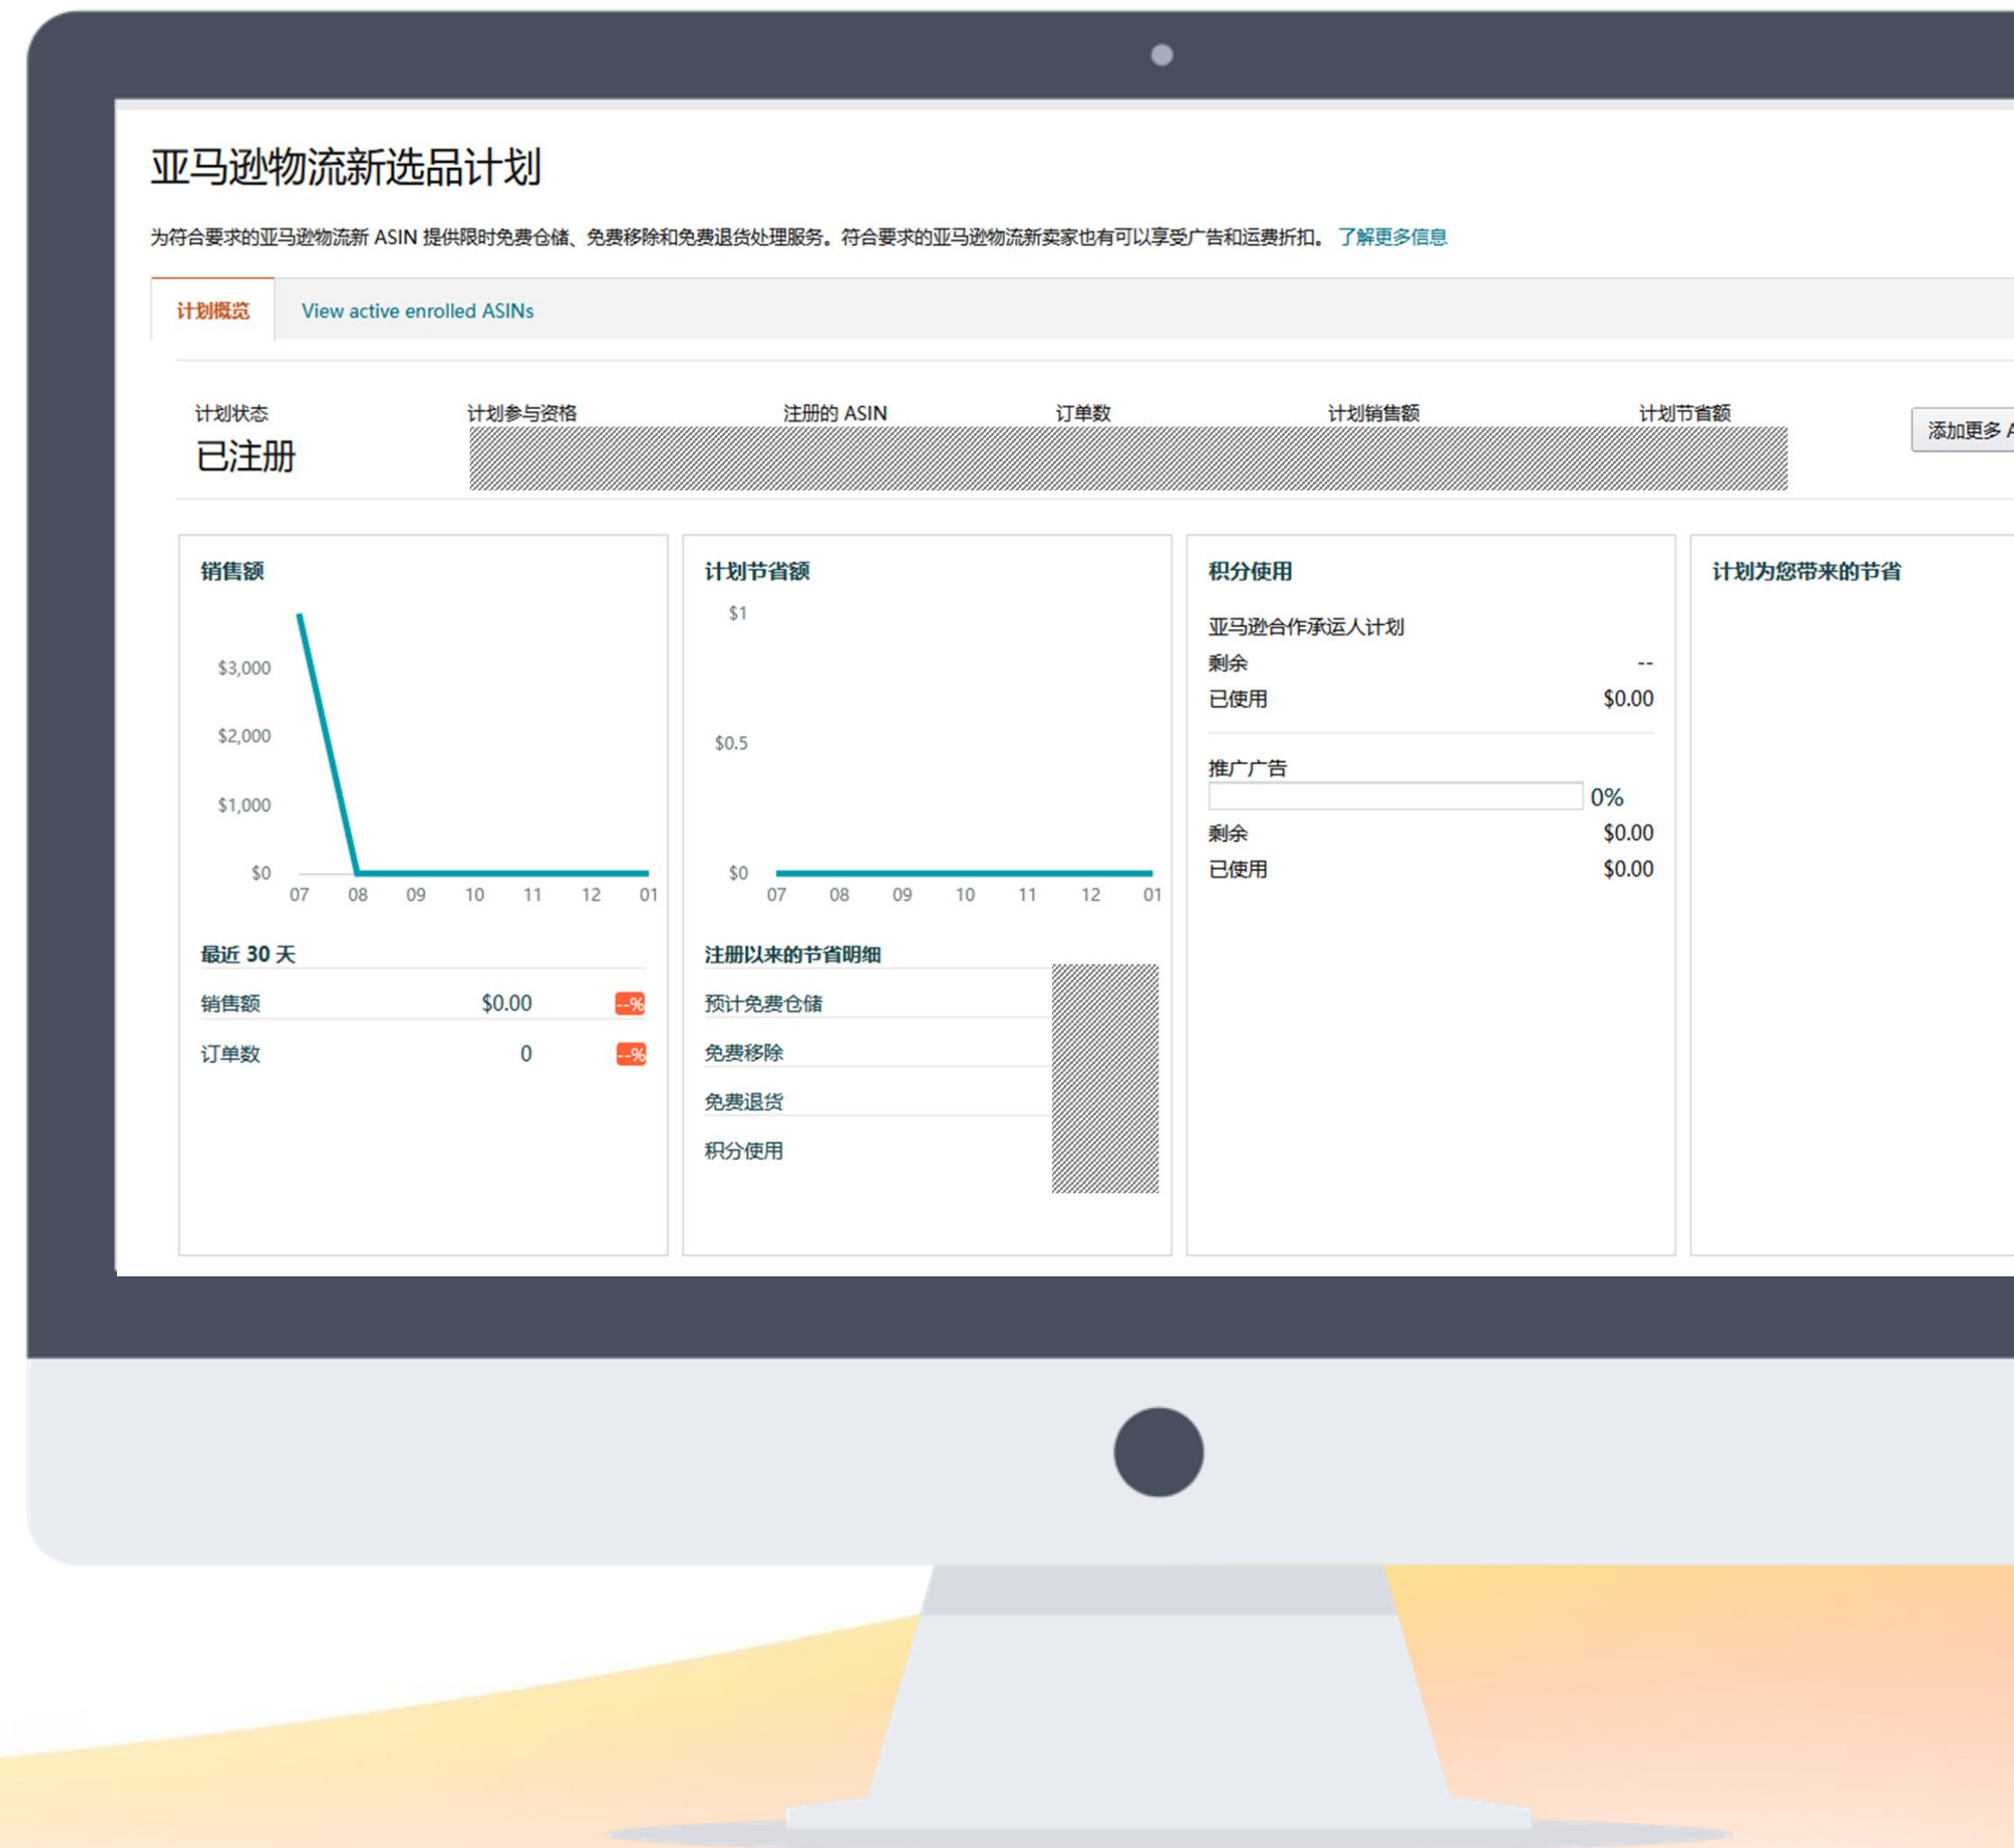 亚马逊物流新选品计划
为符合要求的亚马逊物流新 ASIN 提供限时免费仓储、免费移除和免费退货处理服务。符合要求的亚马逊物流新卖家也有可以享受广告和运费折扣。 了解更多信息
计划概览 View active enrolled ASINs
计划状态 计划参与资格 注册的 ASIN 订单数 计划销售额 计划节省额
已注册
添加更多
销售额
$3,000
$2,000
$1,000
$0
07 08 09 10 11 12 01
最近 30 天
销售额 $0.00 --%
订单数 0 --%
计划节省额
$1
$0.5
$0
07 08 09 10 11 12 01
注册以来的节省明细
预计免费仓储
免费移除
免费退货
积分使用
积分使用
亚马逊合作承运人计划
剩余 --
已使用 $0.00
推广广告
0%
剩余 $0.00
已使用 $0.00
计划为您带来的节省